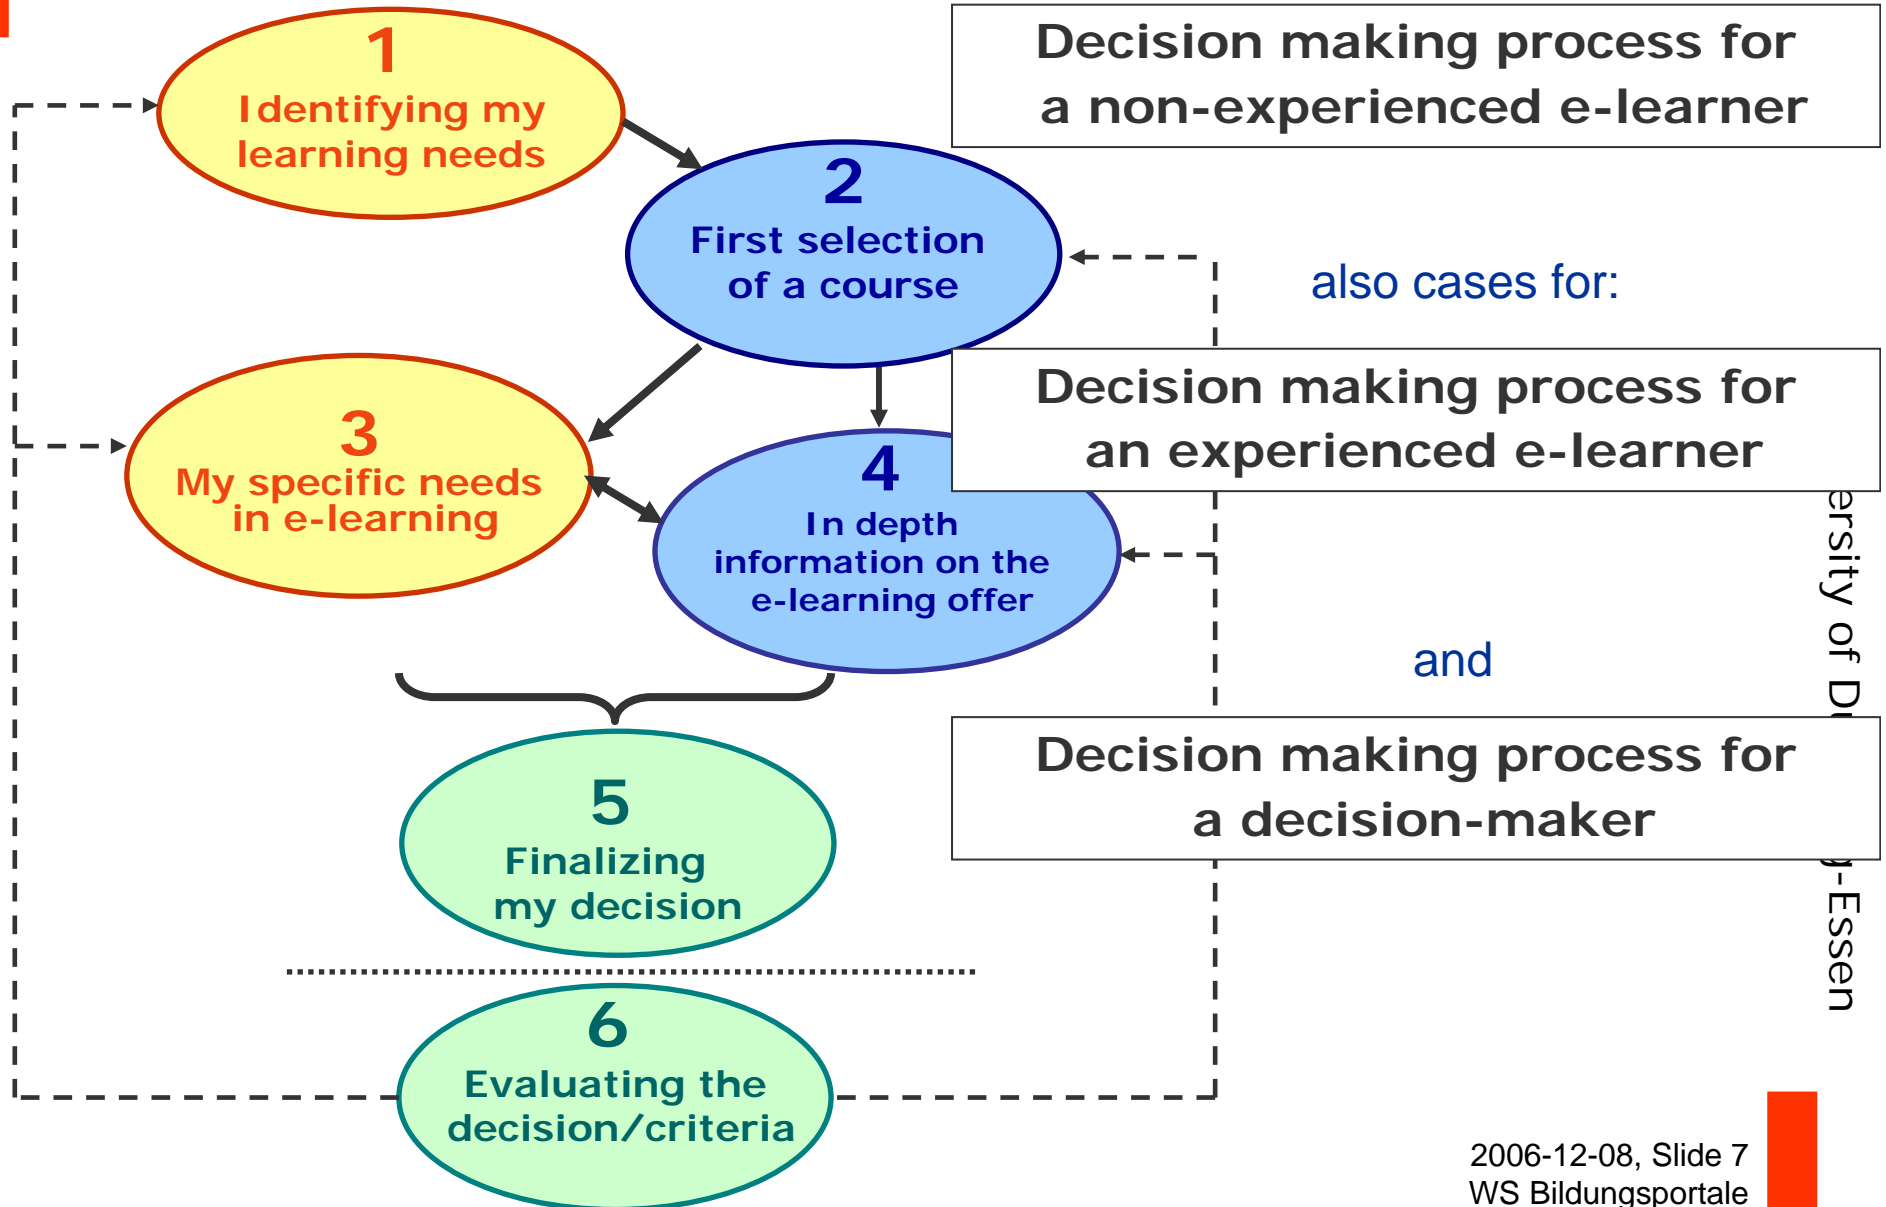 Decision making process for
a non-experienced e-learner
1
Identifying my
learning needs
2
First selection
of a course
also cases for:
Decision making process for
an experienced e-learner
3
My specific needs
in e-learning
4
In depth
information on the
e-learning offer
and
Decision making process for
a decision-maker
5
Finalizing
my decision
6
Evaluating the
decision/criteria
ersity of Du
g-Essen
2006-12-08, Slide 7
WS Bildungsportale